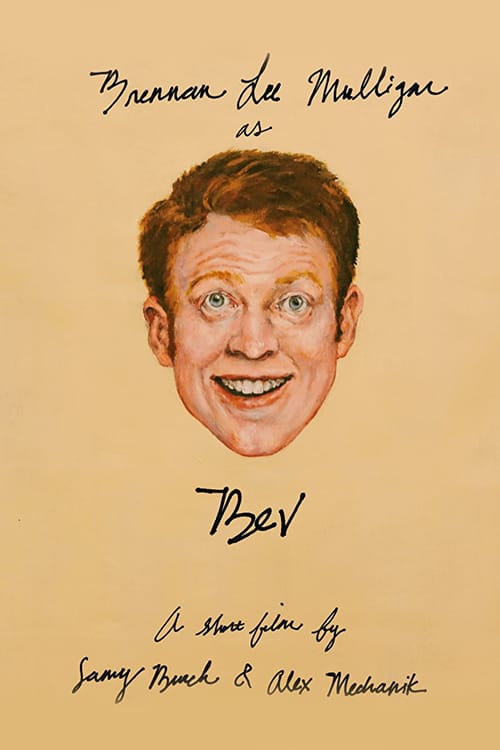 Brennan Lee Mulligan
as
Bev
A short film by
Samy Burch & Alex Mechanik